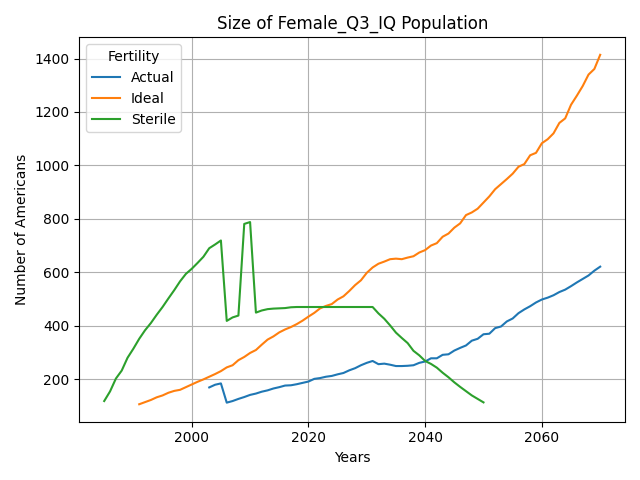 Size of Female_Q3_IQ Population
Fertility
Actual
Ideal
Sterile
1400
1200
1000
800
600
400
200
Number of Americans
2000
2020
2040
2060
Years